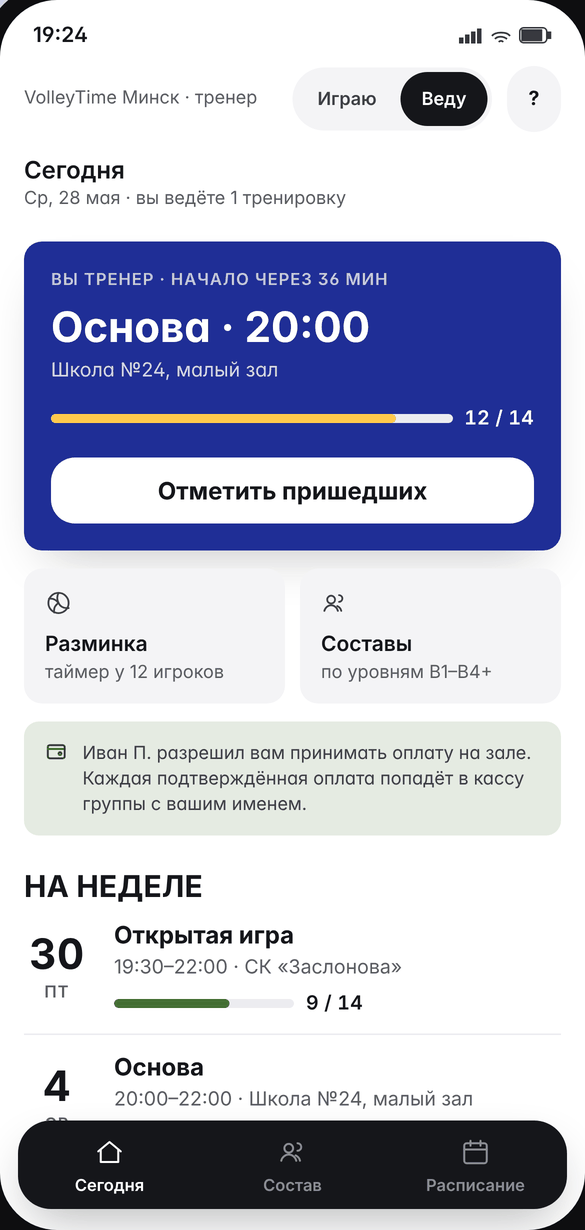 19:24
VolleyTime Минск · тренер
Играю
Веду
?
Сегодня
Ср, 28 мая · вы ведёте 1 тренировку
ВЫ ТРЕНЕР · НАЧАЛО ЧЕРЕЗ 36 МИН
Основа · 20:00
Школа №24, малый зал
12 / 14
Отметить пришедших
Разминка
таймер у 12 игроков
Составы
по уровням B1–B4+
Иван П. разрешил вам принимать оплату на зале.
Каждая подтверждённая оплата попадёт в кассу
группы с вашим именем.
НА НЕДЕЛЕ
30
ПТ
Открытая игра
19:30–22:00 · СК «Заслонова»
9 / 14
4
Основа
20:00–22:00 · Школа №24, малый зал
Сегодня
Состав
Расписание